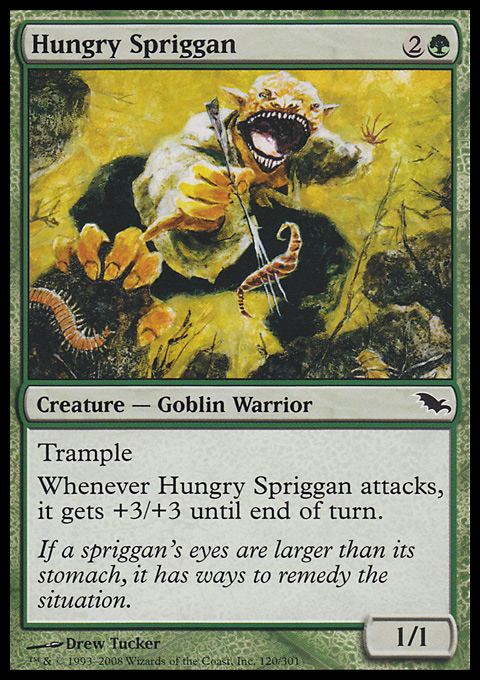 Hungry Spriggan 2
Creature — Goblin Warrior
Trample
Whenever Hungry Spriggan attacks,
it gets +3/+3 until end of turn.
If a spriggan's eyes are larger than its
stomach, it has ways to remedy the
situation.
Drew Tucker
1/1
™ & © 1993–2008 Wizards of the Coast, Inc. 120/301